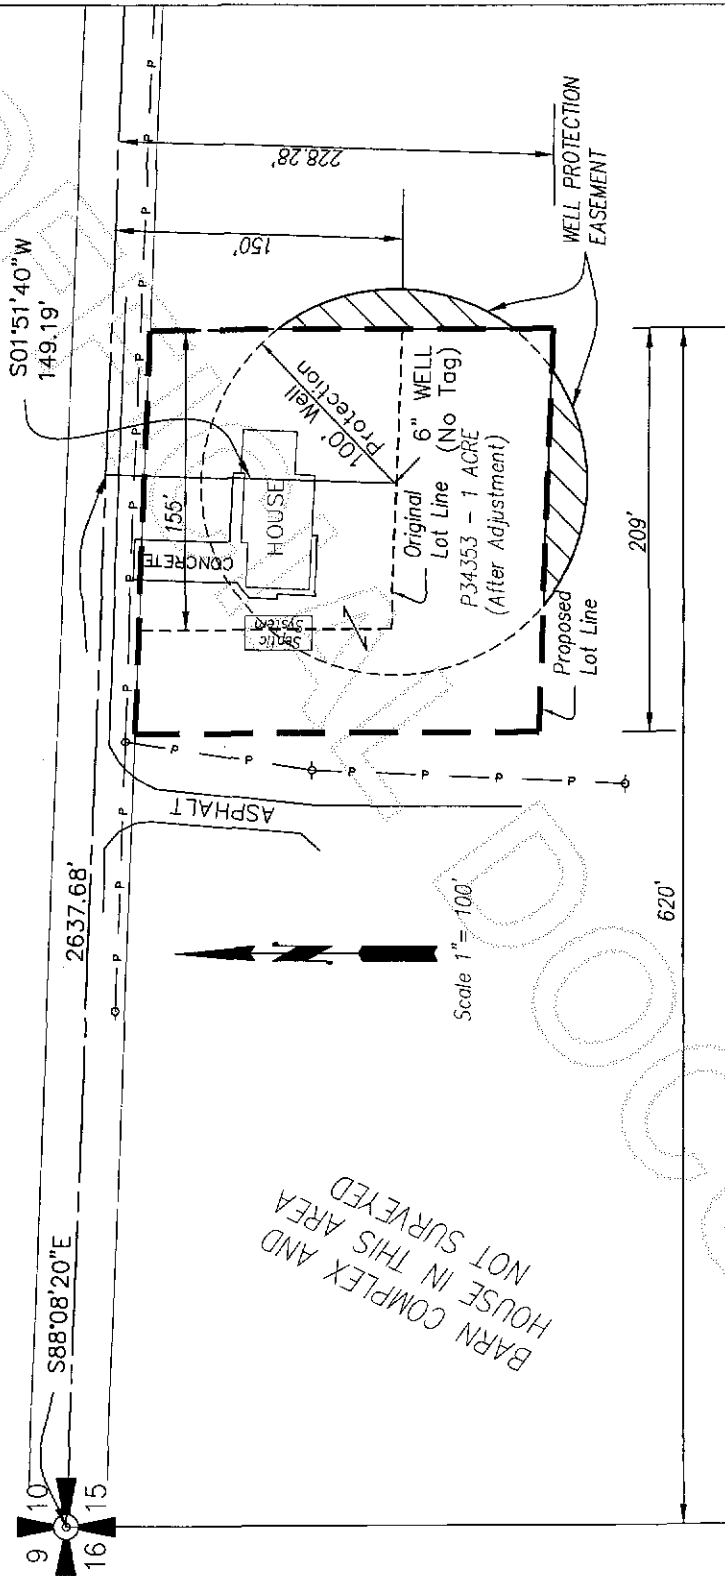 S01°51'40"W
149.19'
228.28'
150'
WELL PROTECTION
EASEMENT
155'
CONCRETE
HOUSE
Septic
System
100' Well
Protection
6" WELL
(No Tag)
Original
Lot Line
P34353 - 1 ACRE
(After Adjustment)
Proposed
Lot Line
209'
620'
P
P
P
P
P
P
P
P
P
P
P
P
P
ASPHALT
2637.68'
Scale 1"= 100'
BARN COMPLEX AND
HOUSE IN THIS AREA
NOT SURVEYED
S88°08'20"E
9 10
16 15